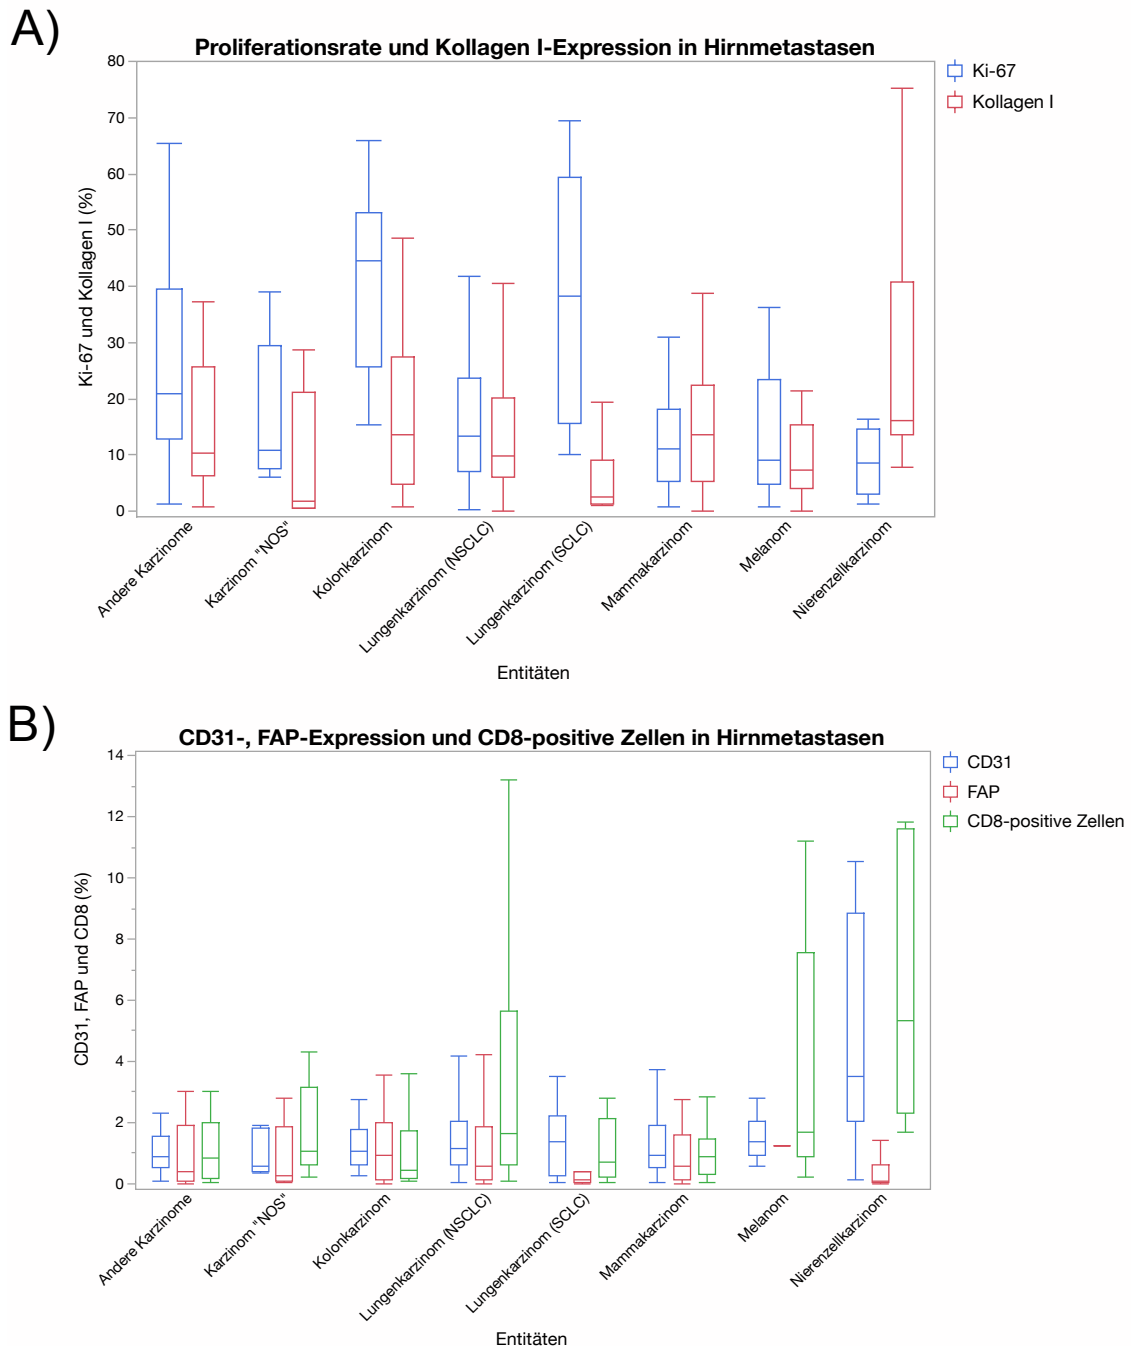 A)
Proliferationsrate und Kollagen I-Expression in Hirnmetastasen
Ki-67
Kollagen I
Ki-67 und Kollagen I (%)
80
70
60
50
40
30
20
10
0
Andere Karzinome
Karzinom "NOS"
Kolonkarzinom
Lungenkarzinom (NSCLC)
Lungenkarzinom (SCLC)
Mammakarzinom
Melanom
Nierenzellkarzinom
Entitäten
B)
CD31-, FAP-Expression und CD8-positive Zellen in Hirnmetastasen
CD31
FAP
CD8-positive Zellen
CD31, FAP und CD8 (%)
14
12
10
8
6
4
2
0
Andere Karzinome
Karzinom "NOS"
Kolonkarzinom
Lungenkarzinom (NSCLC)
Lungenkarzinom (SCLC)
Mammakarzinom
Melanom
Nierenzellkarzinom
Entitäten